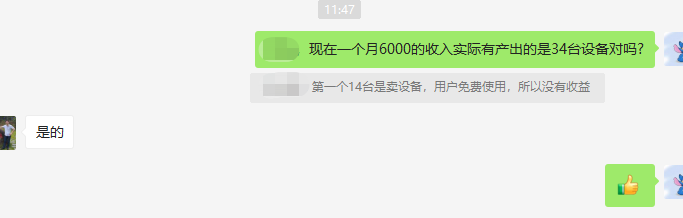 11:47
现在一个月6000的收入实际有产出的是34台设备对吗?
第一个14台是卖设备，用户免费使用，所以没有收益
是的